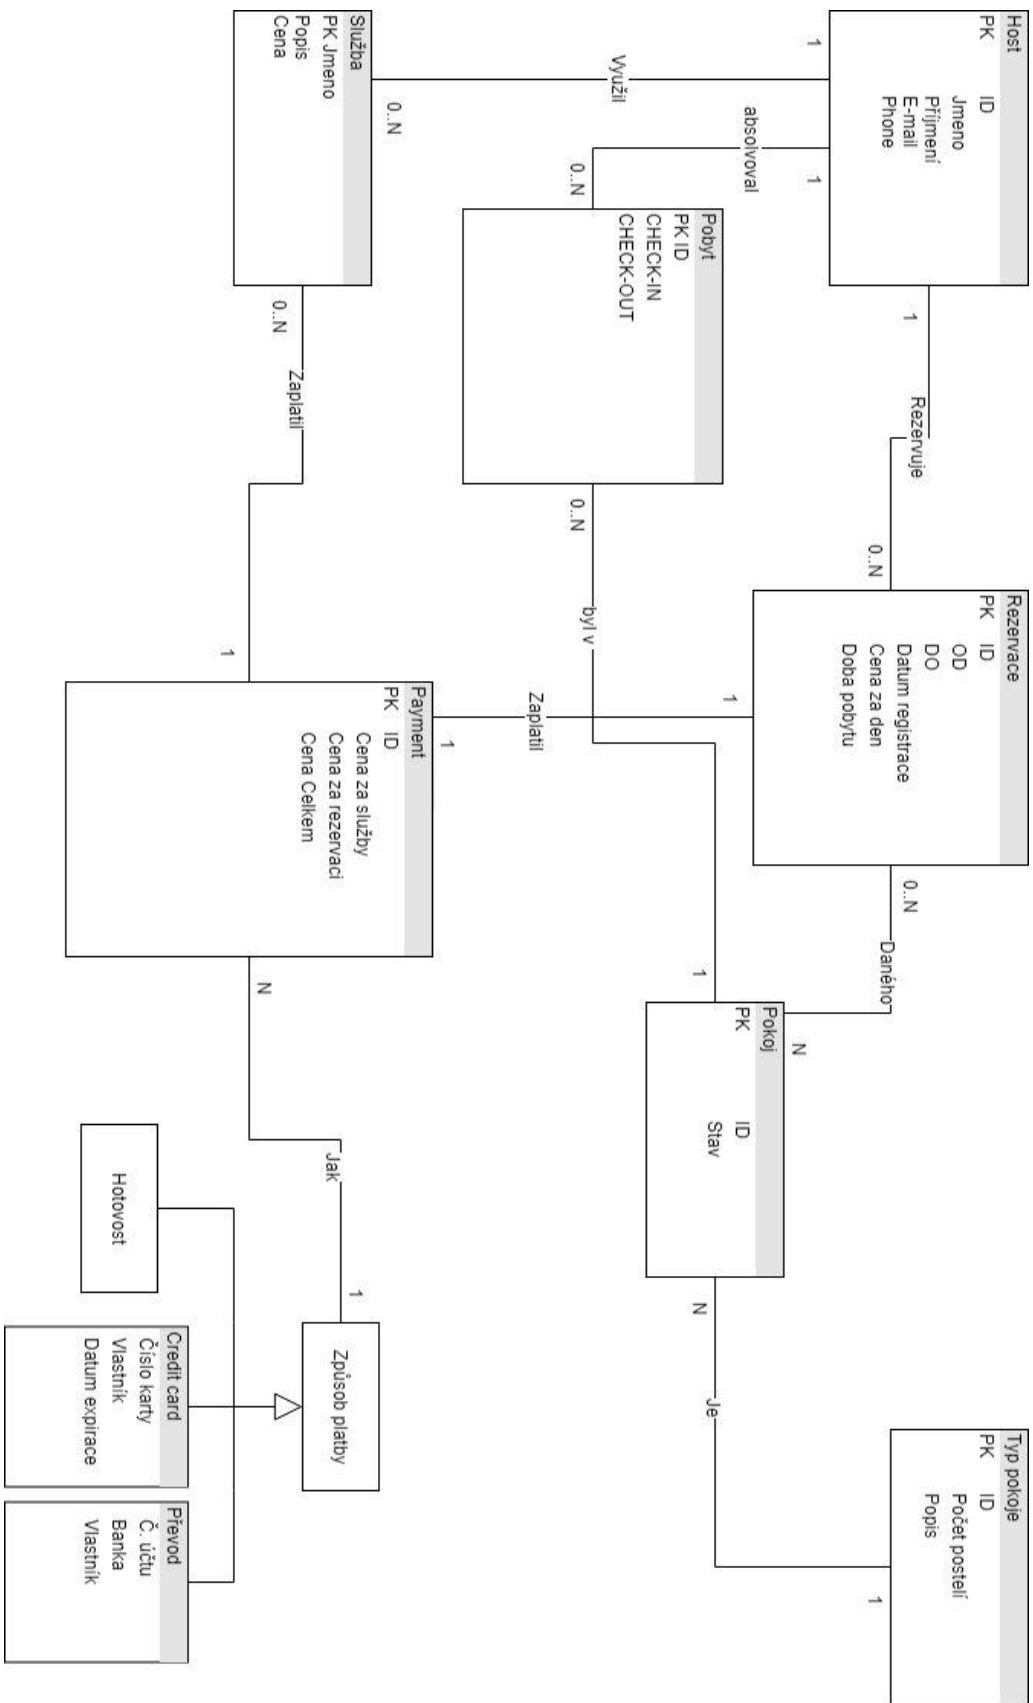 Host
PK ID
Jmeno
Příjmení
E-mail
Phone
1
Rezervuje
0..N
Rezervace
PK ID
OD
DO
Datum registrace
Cena za den
Doba pobytu
0..N
Daného
N
Pokoj
PK ID
Stav
N
Je
1
Typ pokoje
PK ID
Počet postelí
Popis
1
absolvoval
0..N
Pobyt
PK ID
CHECK-IN
CHECK-OUT
0..N
byl v
1
1
Využil
0..N
Služba
PK Jmeno
Popis
Cena
0..N
Zaplatil
1
1
Zaplatil
1
Payment
PK ID
Cena za služby
Cena za rezervaci
Cena Celkem
N
Jak
1
Způsob platby
Hotovost
Credit card
Číslo karty
Vlastník
Datum expirace
Převod
Č. účtu
Banka
Vlastník